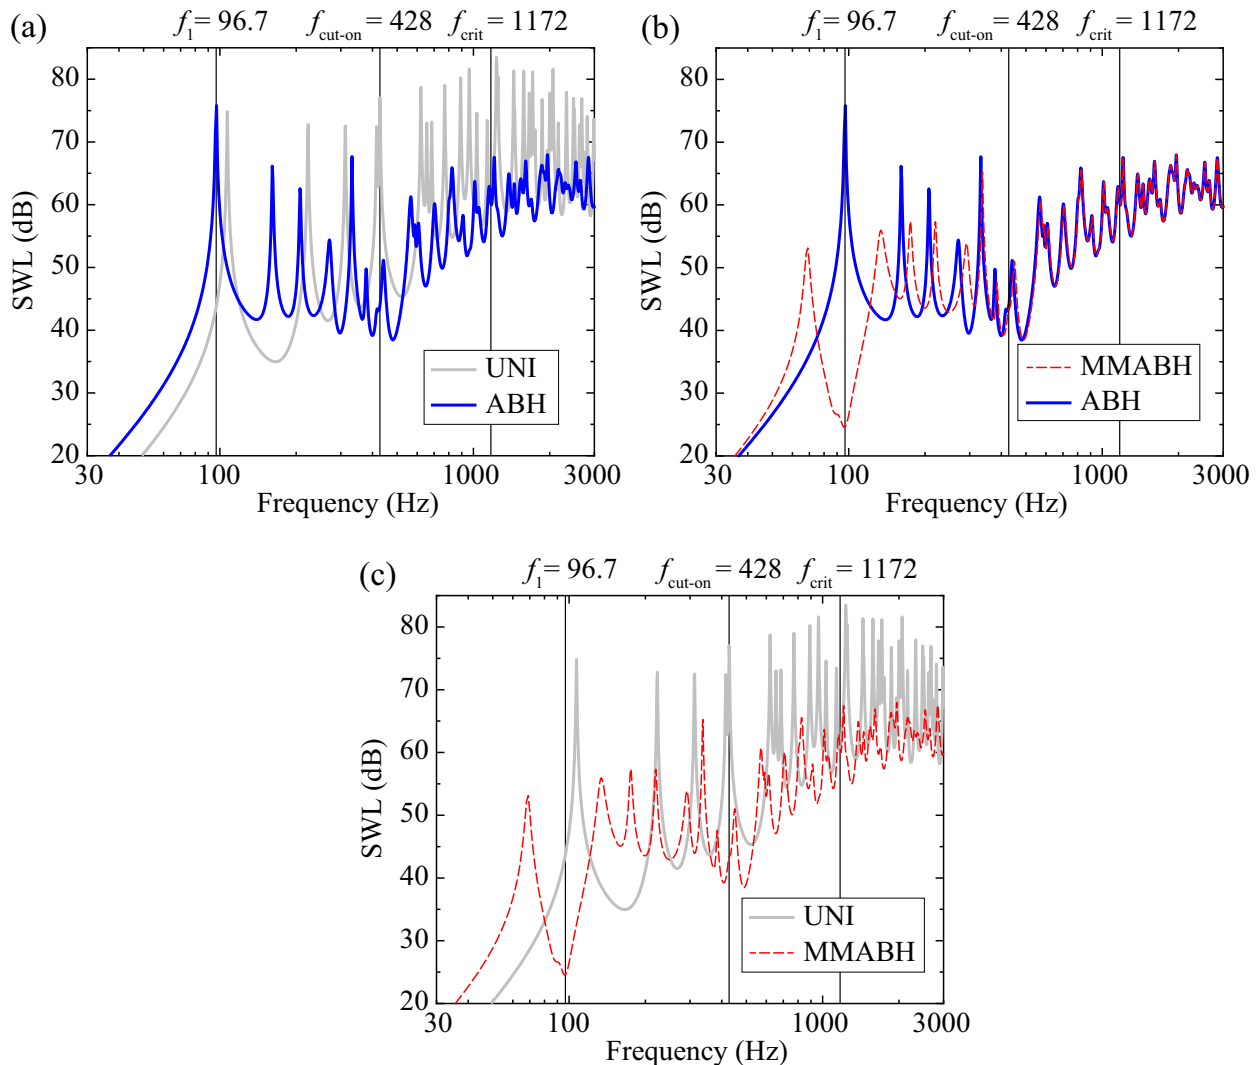 (a)
f1 = 96.7 fcut-on = 428 fcrit = 1172
80
70
60
50
40
30
20
SWL (dB)
UNI
ABH
30 100 1000 3000
Frequency (Hz)
(b)
f1 = 96.7 fcut-on = 428 fcrit = 1172
80
70
60
50
40
30
20
SWL (dB)
MMABH
ABH
30 100 1000 3000
Frequency (Hz)
(c)
f1 = 96.7 fcut-on = 428 fcrit = 1172
80
70
60
50
40
30
20
SWL (dB)
UNI
MMABH
30 100 1000 3000
Frequency (Hz)